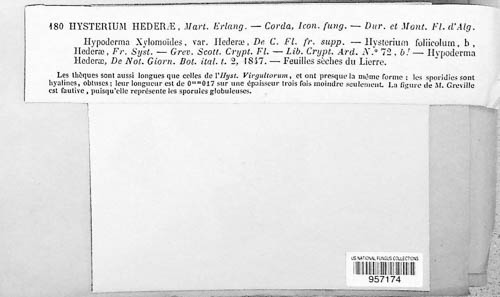 480 HYSTERIUM HEDERÆ, Mart. Erlang. — Corda, Icon. fung. — Dur. et Mont. Fl. d'Alg.
Hypoderma Xylomoïdes, var. Hederæ, De C. Fl. fr. supp. — Hysterium foliicolum, b,
Hederæ, Fr. Syst. — Grev. Scott. Crypt. Fl. — Lib. Crypt. Ard. N.º 72, b! — Hypoderma
Hederæ, De Not. Giorn. Bot. ital. t. 2, 1847. — Feuilles sèches du Lierre.
Les thèques sont aussi longues que celles de l'Hyst. Virgultorum, et ont presque la même forme : les sporidies sont
hyalines, obtuses; leur longueur est de 0ᵐᵐ017 sur une épaisseur trois fois moindre seulement. La figure de M. Greville
est fautive, puisqu'elle représente les sporules globuleuses.
US NATIONAL FUNGUS COLLECTIONS
957174